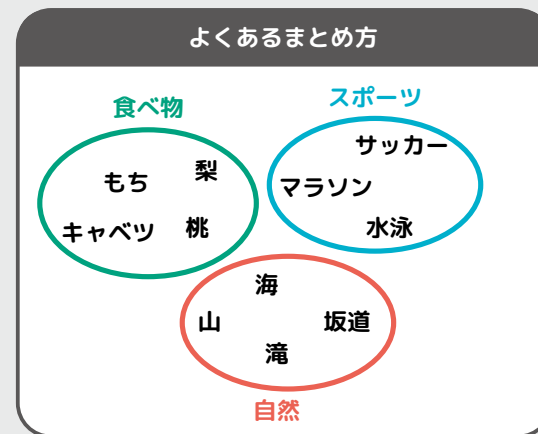 よくあるまとめ方
食べ物
もち
梨
キャベツ
桃
スポーツ
サッカー
マラソン
水泳
海
山
坂道
滝
自然